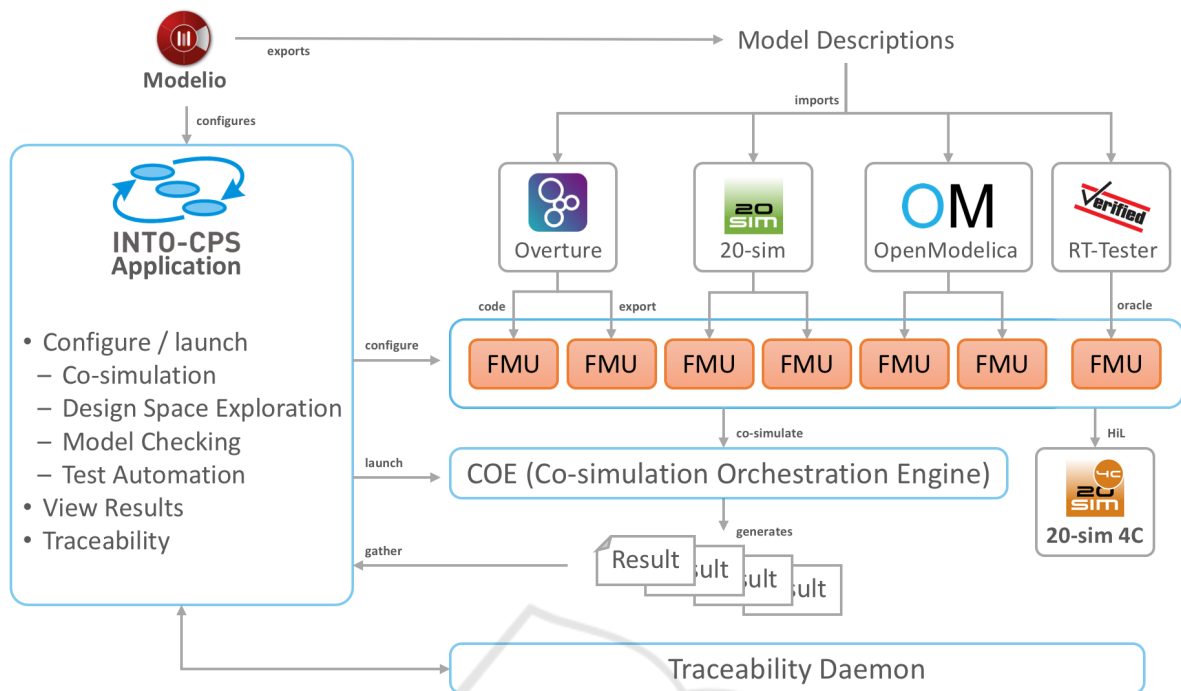 exports
Model Descriptions
Modelio
imports
configures
INTO-CPS
Application
• Configure / launch
– Co-simulation
– Design Space Exploration
– Model Checking
– Test Automation
• View Results
• Traceability
20
sim
OM
Verified
Overture
20-sim
OpenModelica
RT-Tester
code
export
oracle
configure
FMU
FMU
FMU
FMU
FMU
FMU
FMU
co-simulate
HiL
launch
COE (Co-simulation Orchestration Engine)
4C
20
sim
20-sim 4C
generates
gather
Result
sult
sult
sult
Traceability Daemon